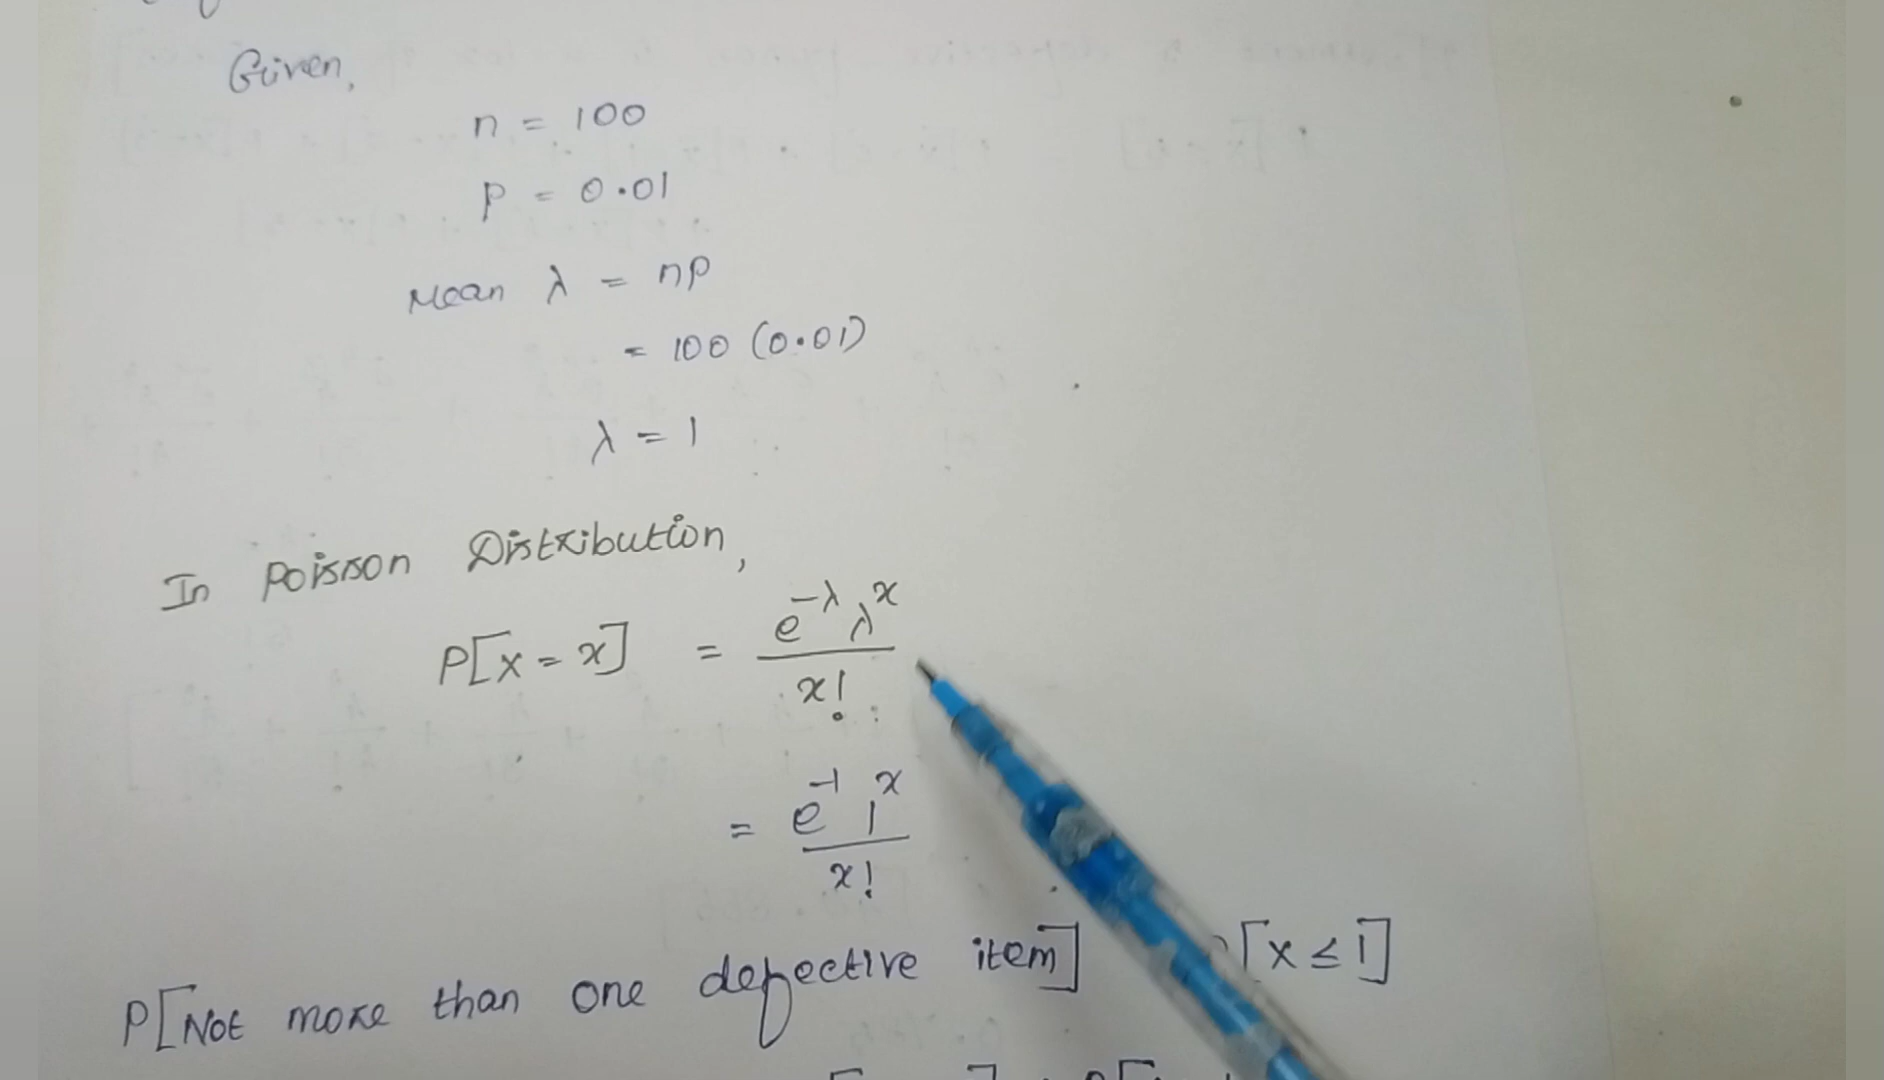 Given,
n = 100
p = 0.01
Mean λ = np
= 100 (0.01)
λ = 1
In Poisson Distribution,
P[X = x] = e^{-λ} λ^x / x!
= e^{-1} 1^x / x!
P[Not more than one defective item] [X ≤ 1]